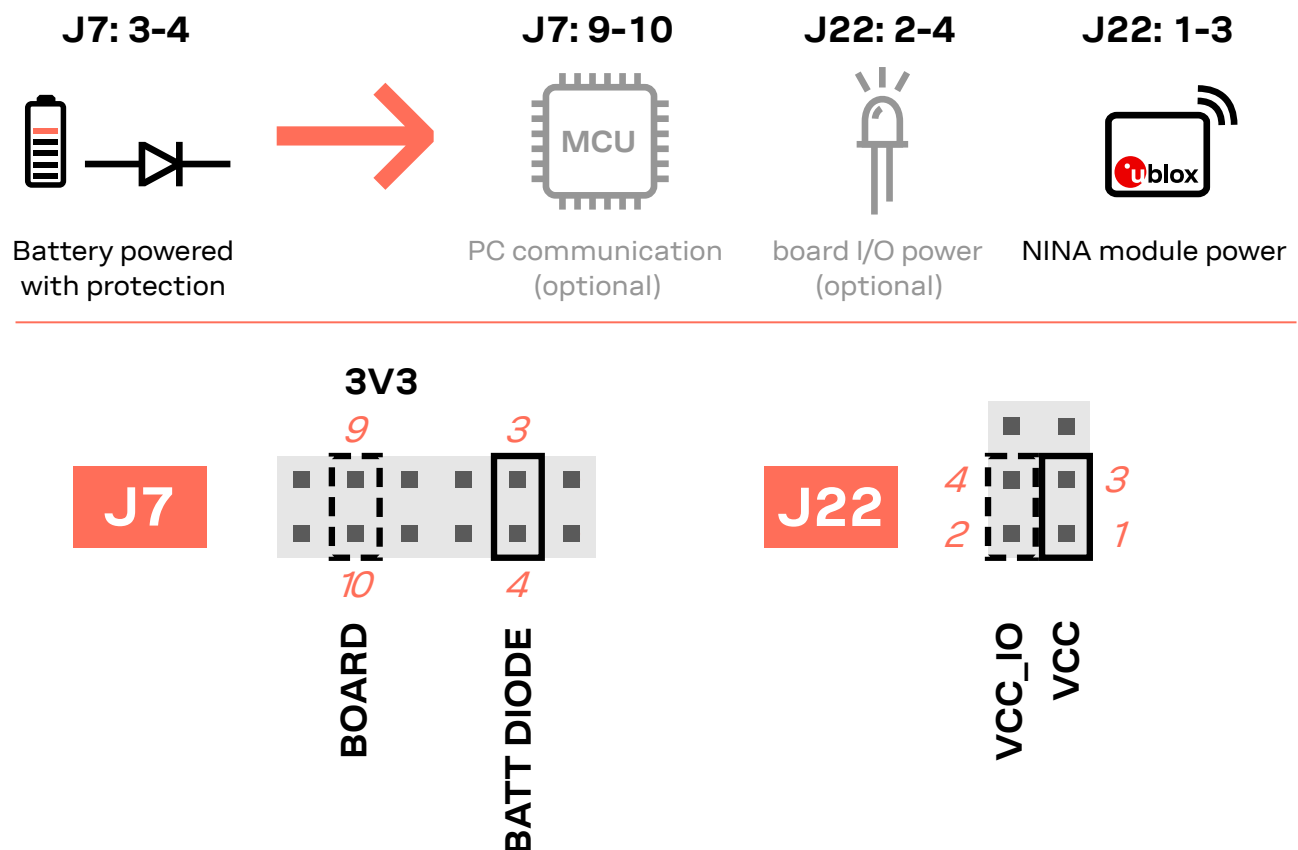 J7: 3-4
J7: 9-10
J22: 2-4
J22: 1-3
MCU
ublox
Battery powered
with protection
PC communication
(optional)
board I/O power
(optional)
NINA module power
3V3
9
3
J7
10
4
BOARD
BATT DIODE
J22
4
3
2
1
VCC_IO
VCC